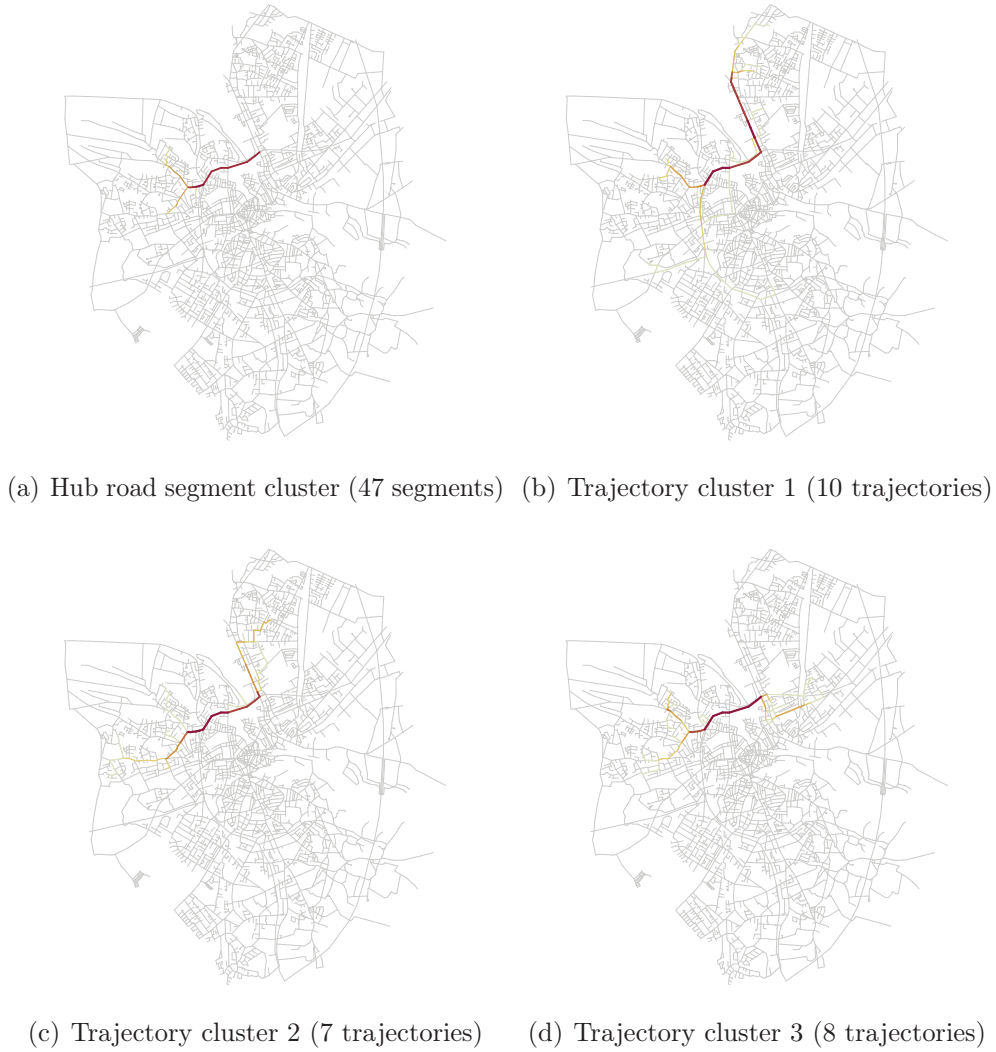 (a) Hub road segment cluster (47 segments)
(b) Trajectory cluster 1 (10 trajectories)
(c) Trajectory cluster 2 (7 trajectories)
(d) Trajectory cluster 3 (8 trajectories)